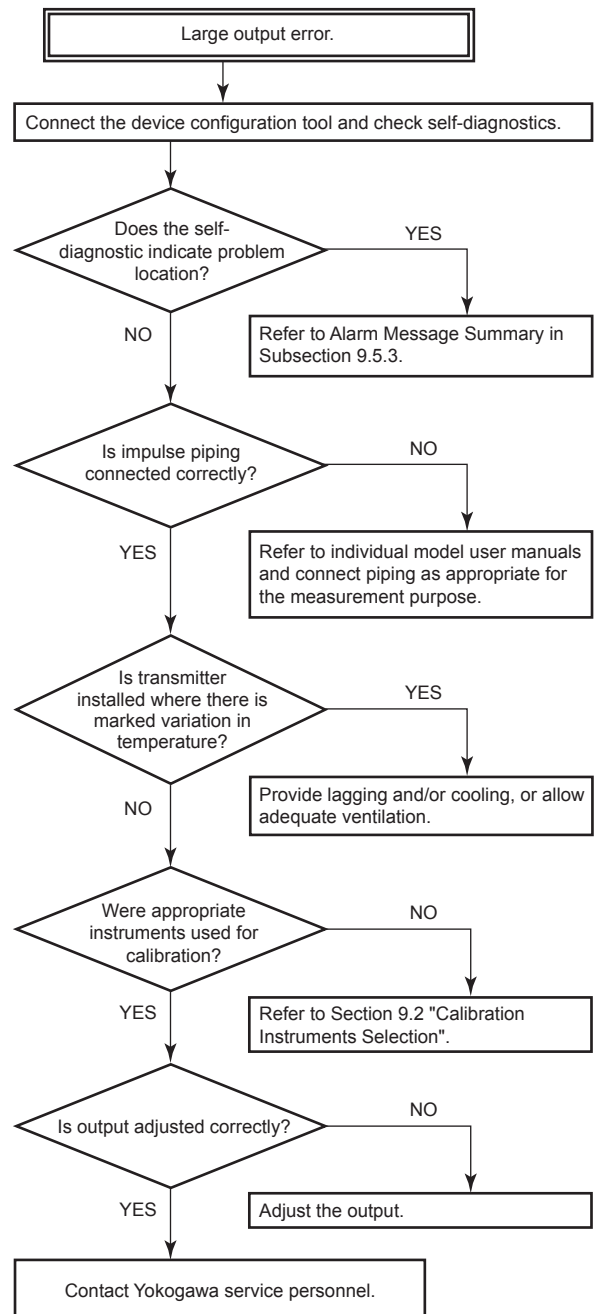 Large output error.
Connect the device configuration tool and check self-diagnostics.
Does the self-
diagnostic indicate problem
location?
YES
NO
Refer to Alarm Message Summary in
Subsection 9.5.3.
Is impulse piping
connected correctly?
NO
YES
Refer to individual model user manuals
and connect piping as appropriate for
the measurement purpose.
Is transmitter
installed where there is
marked variation in
temperature?
YES
NO
Provide lagging and/or cooling, or allow
adequate ventilation.
Were appropriate
instruments used for
calibration?
NO
YES
Refer to Section 9.2 "Calibration
Instruments Selection".
Is output adjusted correctly?
NO
YES
Adjust the output.
Contact Yokogawa service personnel.